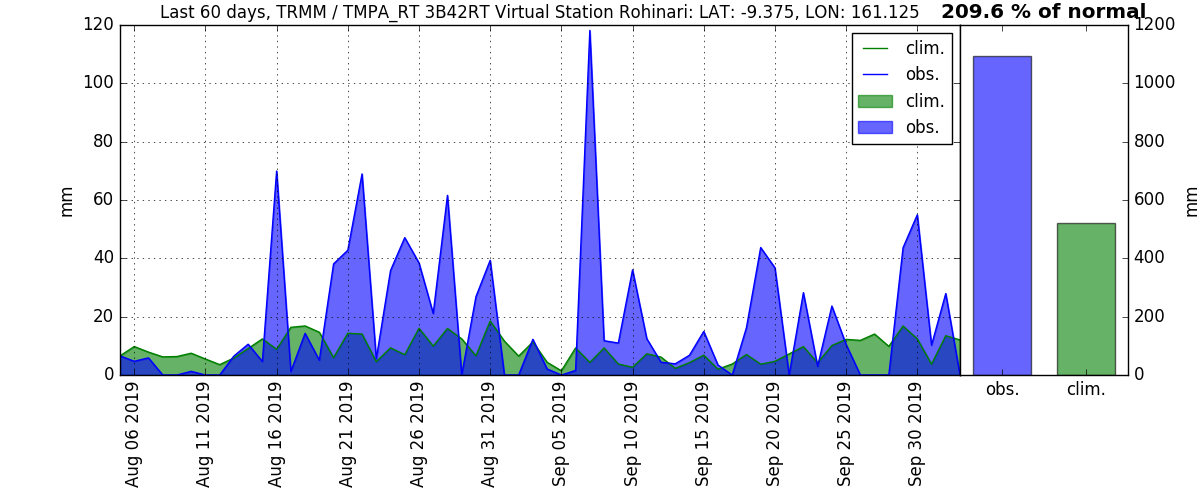 Last 60 days, TRMM / TMPA_RT 3B42RT Virtual Station Rohinari: LAT: -9.375, LON: 161.125
209.6 % of normal
120
100
80
60
40
20
0
mm
clim.
obs.
clim.
obs.
1200
1000
800
600
400
200
0
mm
Aug 06 2019
Aug 11 2019
Aug 16 2019
Aug 21 2019
Aug 26 2019
Aug 31 2019
Sep 05 2019
Sep 10 2019
Sep 15 2019
Sep 20 2019
Sep 25 2019
Sep 30 2019
obs.
clim.